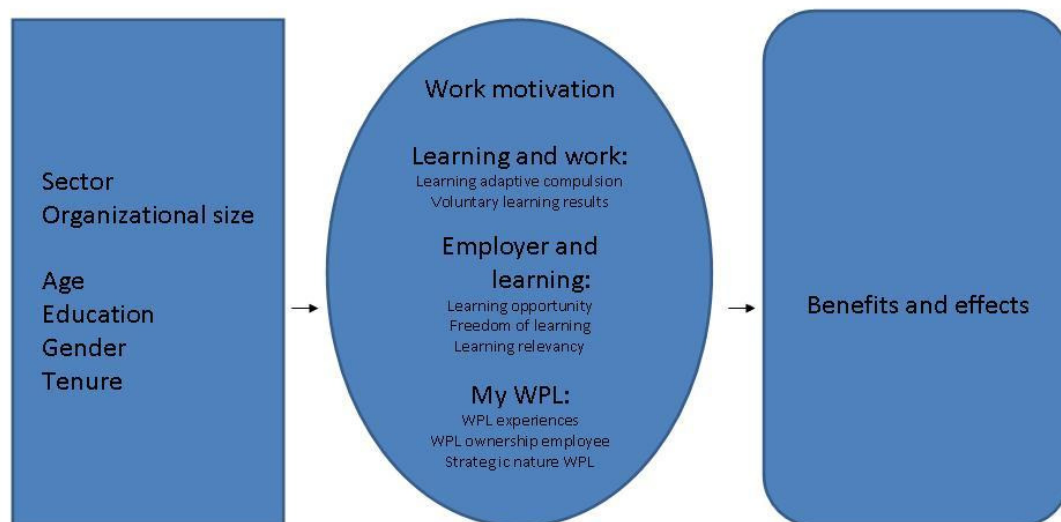 Sector
Organizational size
Age
Education
Gender
Tenure
Work motivation
Learning and work:
Learning adaptive compulsion
Voluntary learning results
Employer and
learning:
Learning opportunity
Freedom of learning
Learning relevancy
My WPL:
WPL experiences
WPL ownership employee
Strategic nature WPL
Benefits and effects